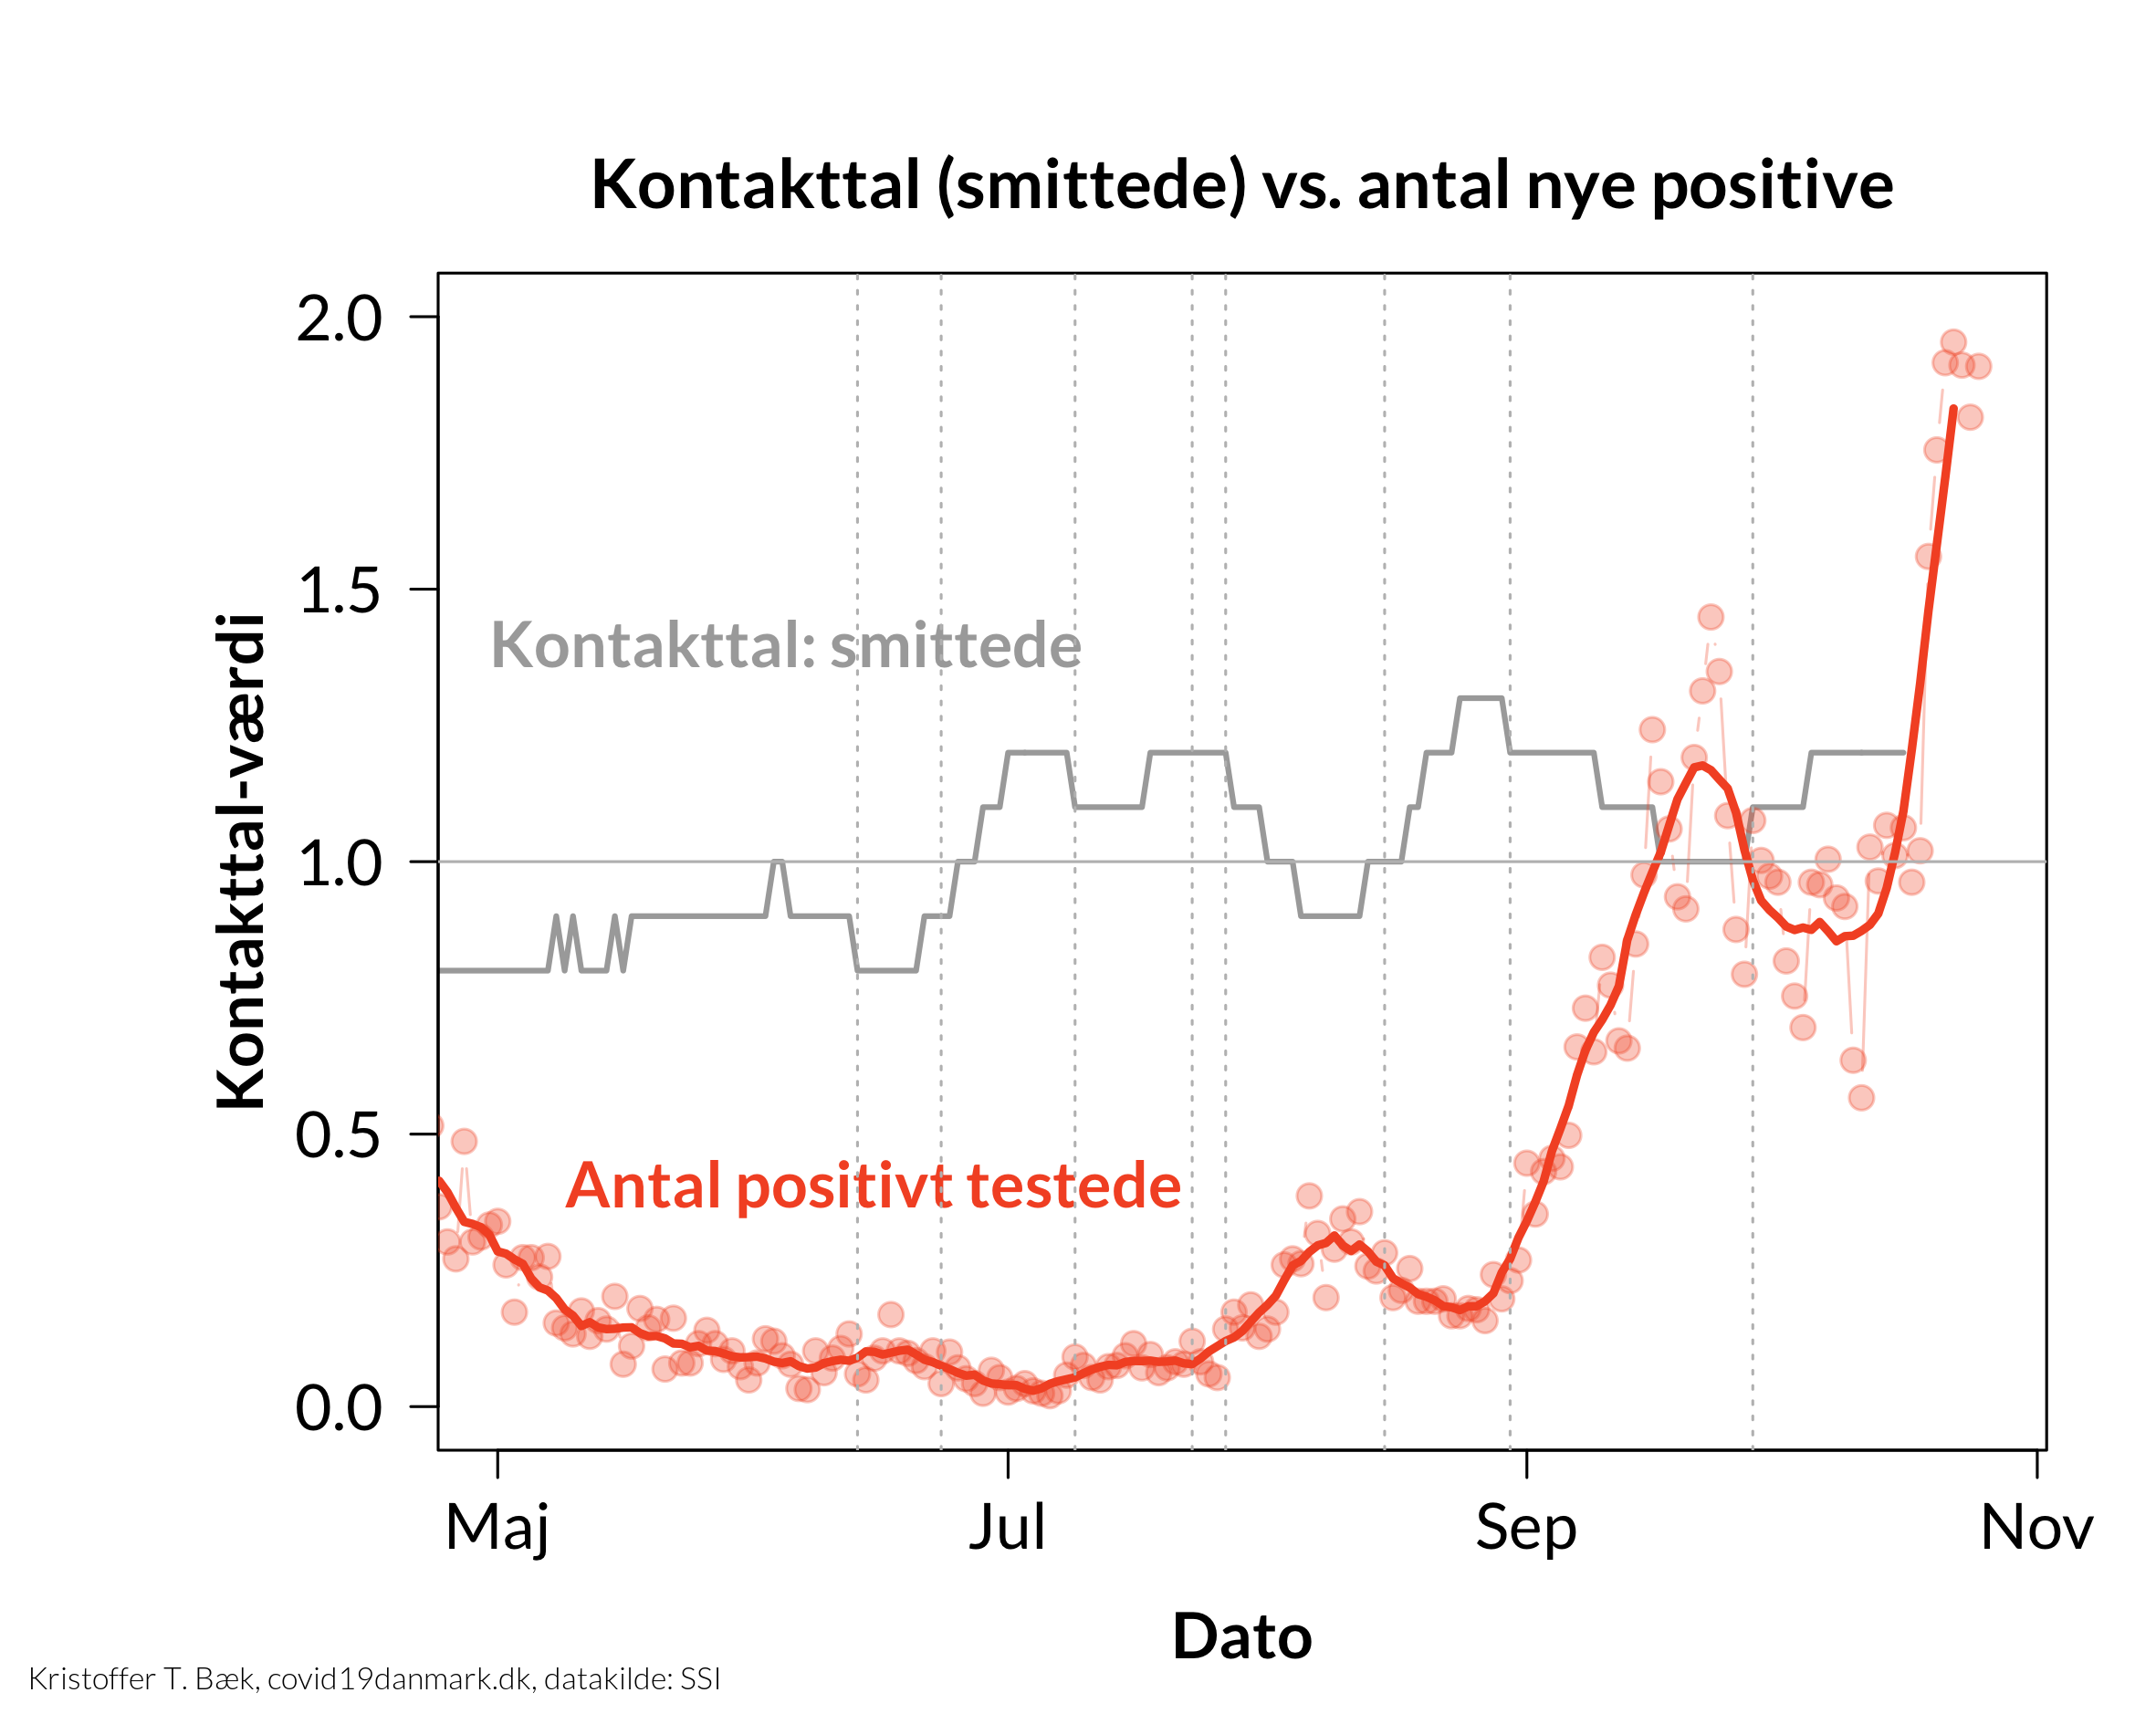 Kontakttal (smittede) vs. antal nye positive
2.0
1.5
1.0
0.5
0.0
Kontakttal-værdi
Kontakttal: smittede
Antal positivt testede
Maj
Jul
Sep
Nov
Dato
Kristoffer T. Bæk, covid19danmark.dk, datakilde: SSI